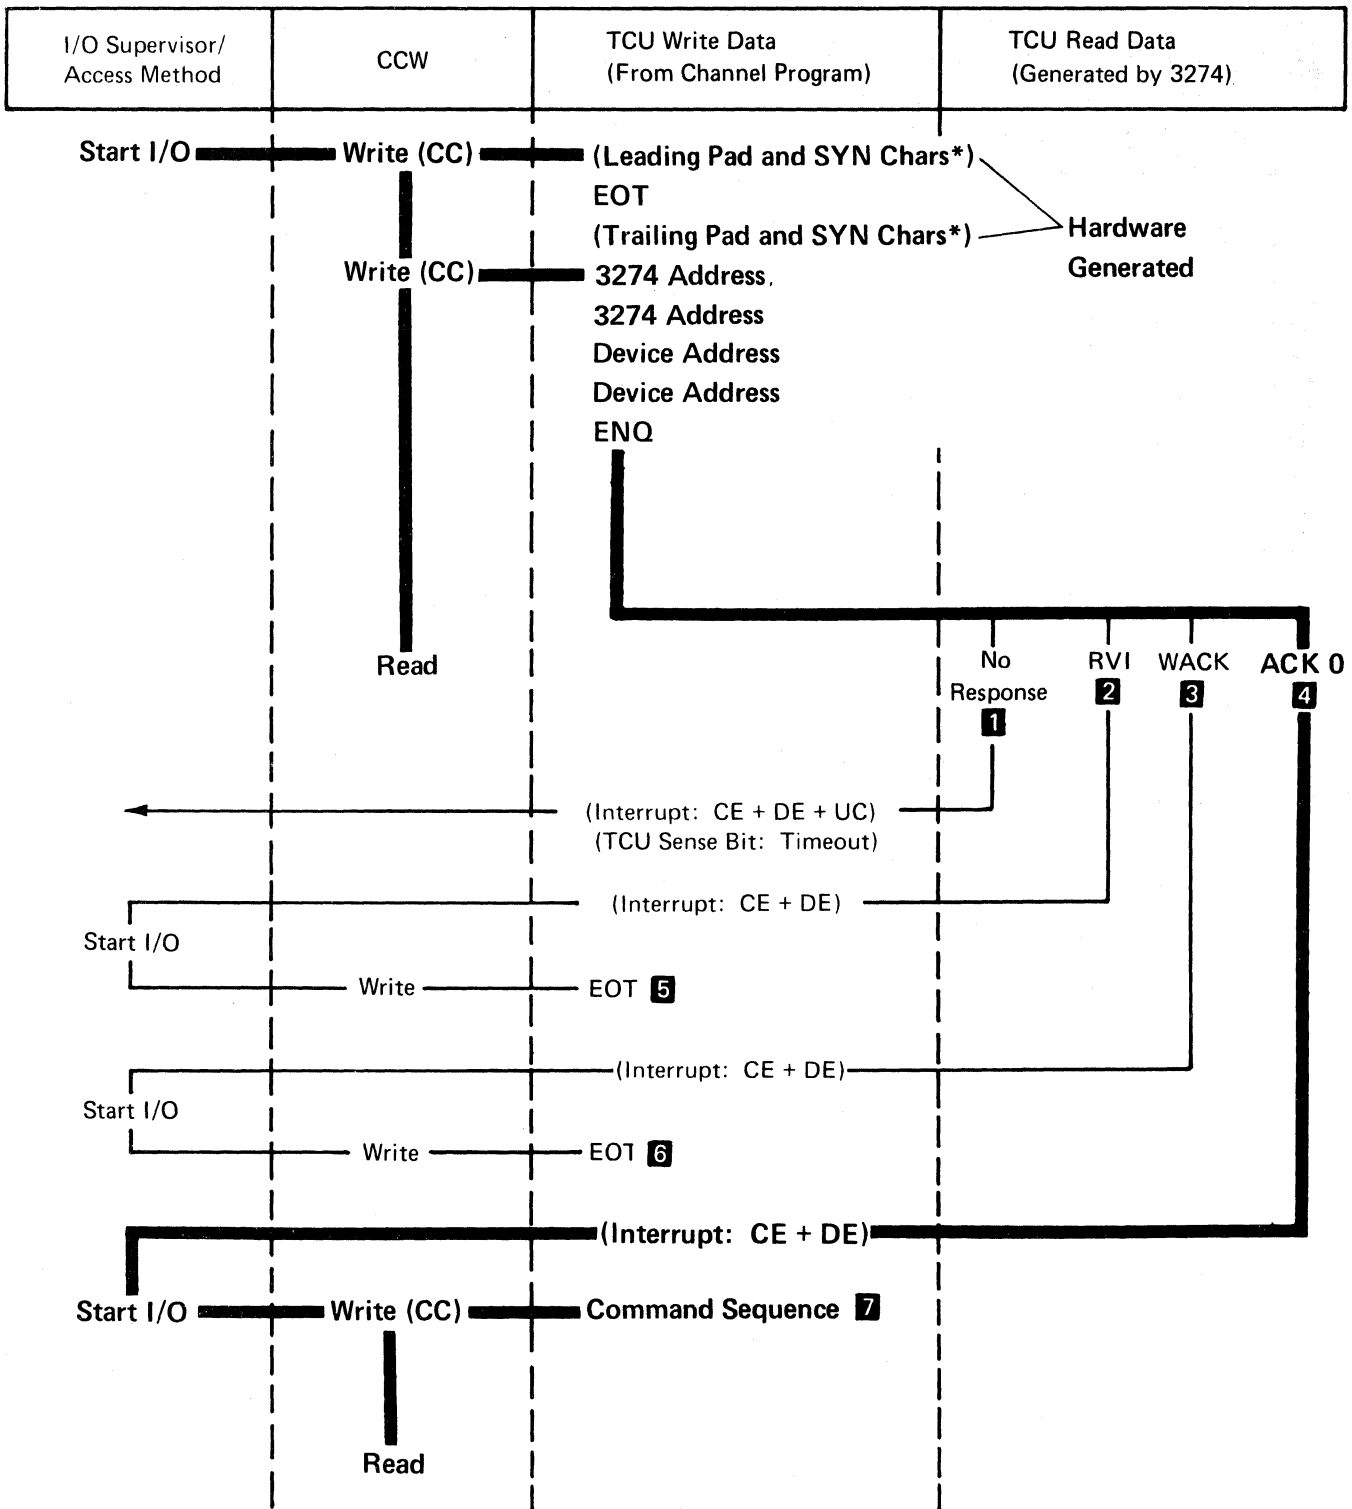 I/O Supervisor/
Access Method
CCW
TCU Write Data
(From Channel Program)
TCU Read Data
(Generated by 3274)
Start I/O
Write (CC)
(Leading Pad and SYN Chars*)
EOT
(Trailing Pad and SYN Chars*)
Hardware
Generated
Write (CC)
3274 Address,
3274 Address
Device Address
Device Address
ENQ
Read
No
Response
1
RVI
2
WACK
3
ACK 0
4
(Interrupt: CE + DE + UC)
(TCU Sense Bit: Timeout)
(Interrupt: CE + DE)
Start I/O
Write
EOT 5
(Interrupt: CE + DE)
Start I/O
Write
EOT 6
(Interrupt: CE + DE)
Start I/O
Write (CC)
Command Sequence 7
Read